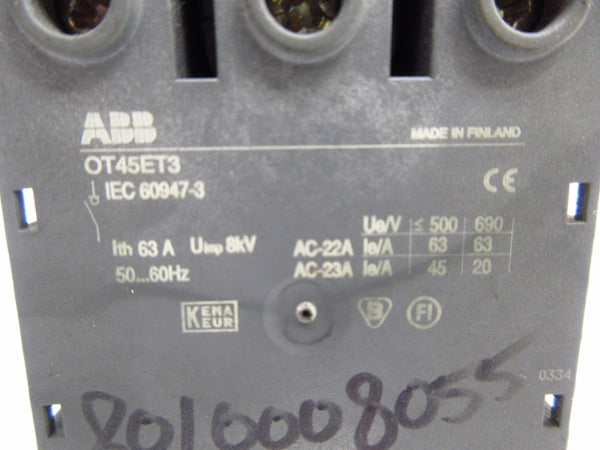 ABB
MADE IN FINLAND
OT45ET3
IEC 60947-3
CE
Ith 63 A Uimp 8kV
50...60Hz
Ue/V ≤ 500 690
AC-22A Ie/A 63 63
AC-23A Ie/A 45 20
KEMA KEUR
B
FI
0334
8010008055